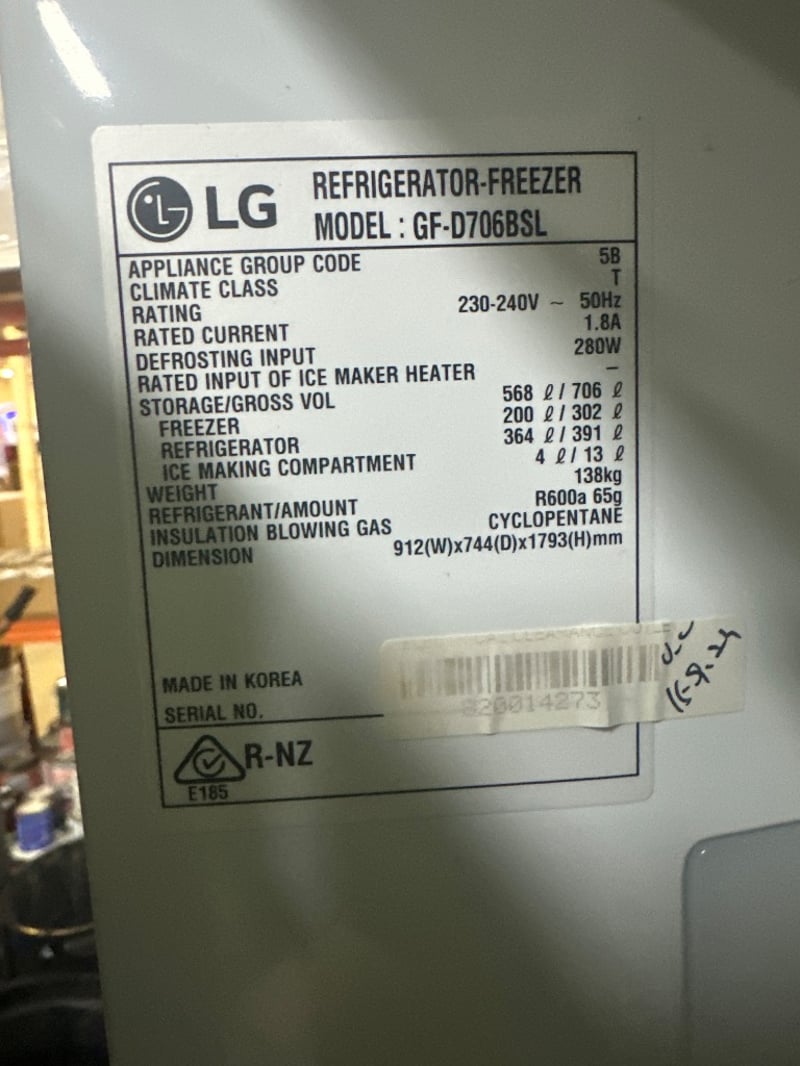 LG
REFRIGERATOR-FREEZER
MODEL : GF-D706BSL
APPLIANCE GROUP CODE 5B
CLIMATE CLASS T
RATING 230-240V ~ 50Hz
RATED CURRENT 1.8A
DEFROSTING INPUT 280W
RATED INPUT OF ICE MAKER HEATER –
STORAGE/GROSS VOL 568 ℓ / 706 ℓ
FREEZER 200 ℓ / 302 ℓ
REFRIGERATOR 364 ℓ / 391 ℓ
ICE MAKING COMPARTMENT 4 ℓ / 13 ℓ
WEIGHT 138kg
REFRIGERANT/AMOUNT R600a 65g
INSULATION BLOWING GAS CYCLOPENTANE
DIMENSION 912(W)x744(D)x1793(H)mm
MADE IN KOREA
SERIAL NO.
820014273
R-NZ
E185